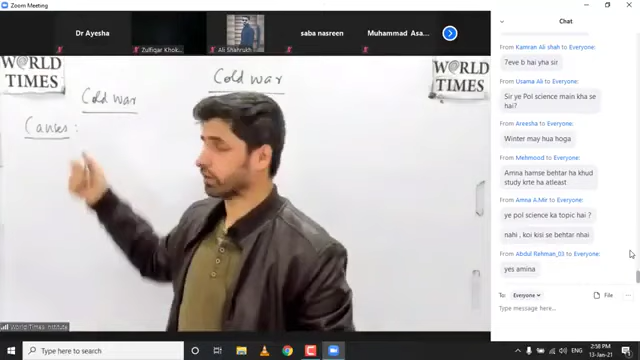 Zoom Meeting
Dr Ayesha
Zulfiqar Khok...
Ali Shahrukh
saba nasreen
Muhammad Asa...
W@RLD
TIMES
Cold war
Cold war
Causes:
W@RLD
TIMES
World Times Institute
Chat
From Kamran Ali shah to Everyone:
7eve b hai yha sir
From Usama Ali to Everyone:
Sir ye Pol science main kha se
hai?
From Areesha to Everyone:
Winter may hua hoga
From Mehmood to Everyone:
Amna hamse behtar ha khud
study krte ha atleast
From Amna A.Mir to Everyone:
ye pol science ka topic hai ?
nahi , koi kisi se behtar nhai
From Abdul Rehman_03 to Everyone:
yes amina
To: Everyone
File
Type message here...
Type here to search
2:58 PM
13-Jan-21